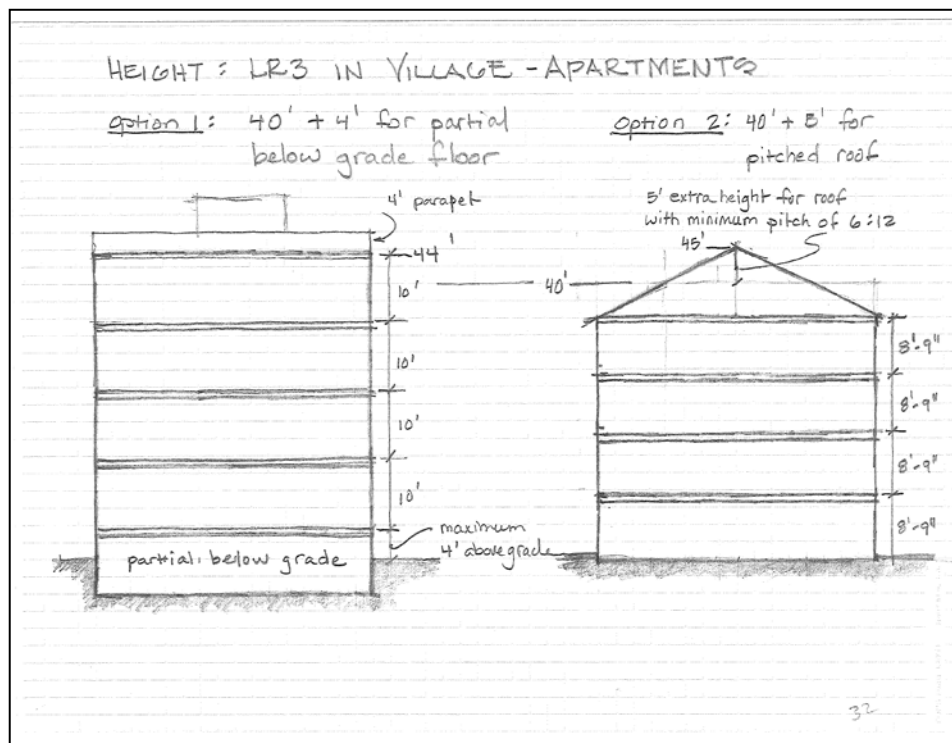 HEIGHT: LR3 IN VILLAGE - APARTMENTS
Option 1: 40' + 4' for partial
below grade floor
Option 2: 40' + 5' for
pitched roof
4' parapet
5' extra height for roof
with minimum pitch of 6:12
44'
45'
40'
10'
10'
10'
10'
8'-9"
8'-9"
8'-9"
8'-9"
maximum
4' above grade
partial, below grade
32